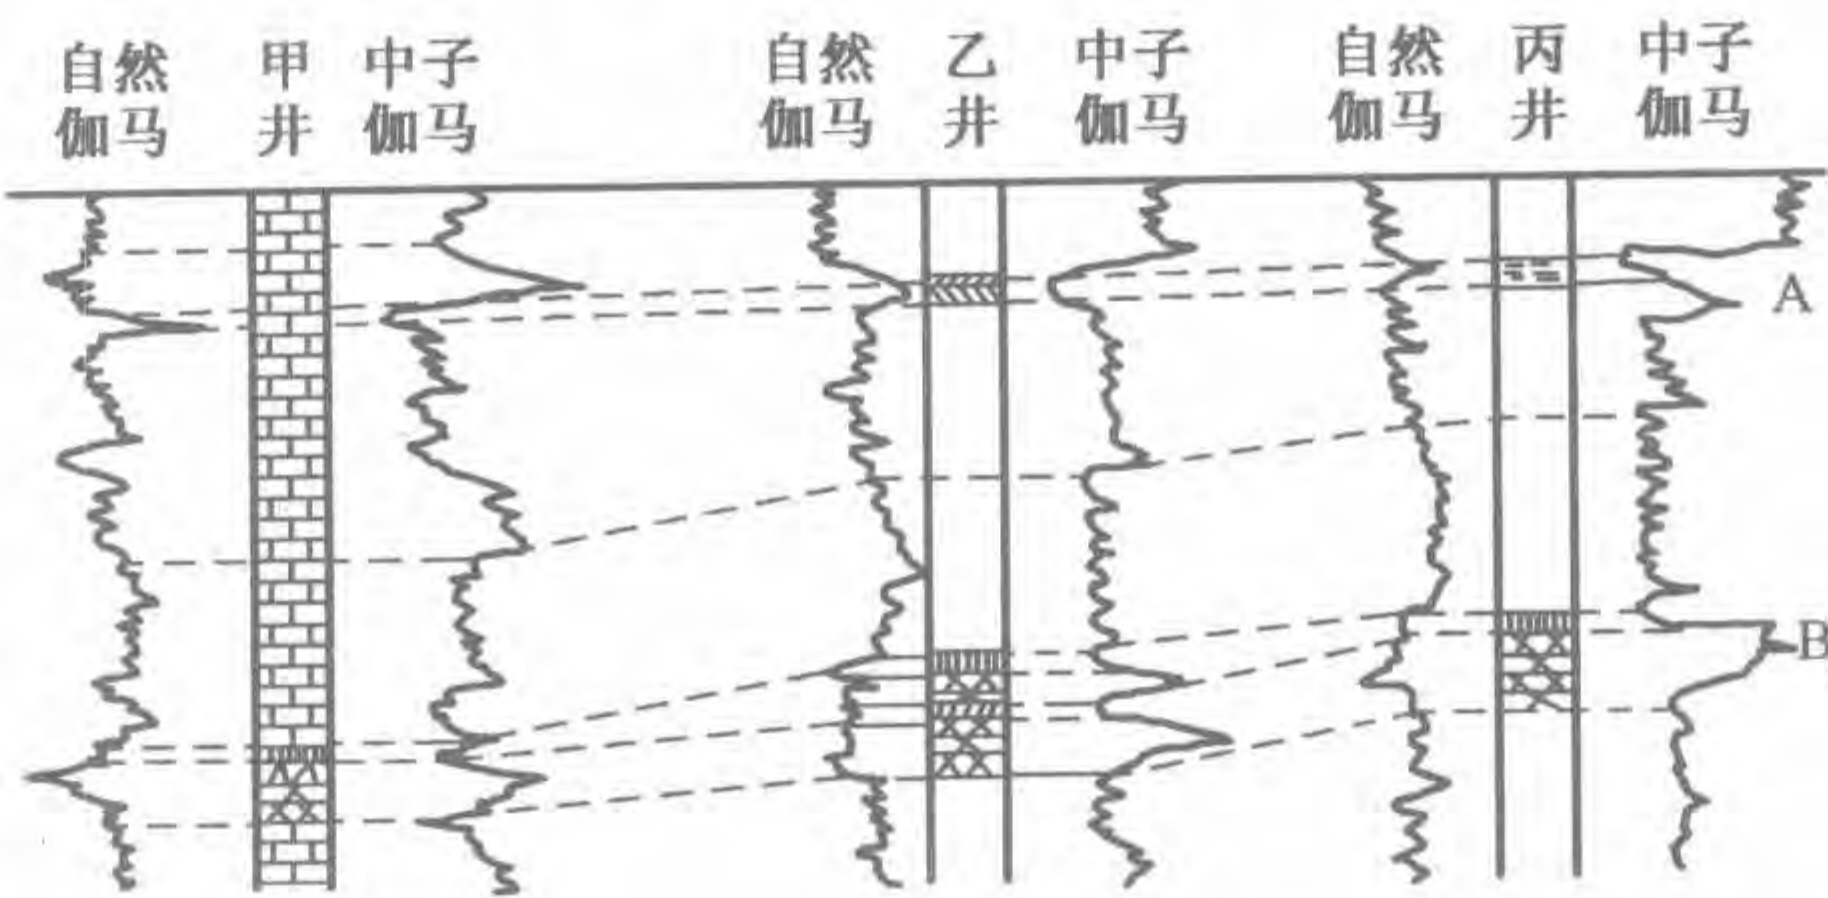 自然 甲 中子 自然 乙 中子 自然 丙 中子
伽马 井 伽马 伽马 井 伽马 伽马 井 伽马
A
B